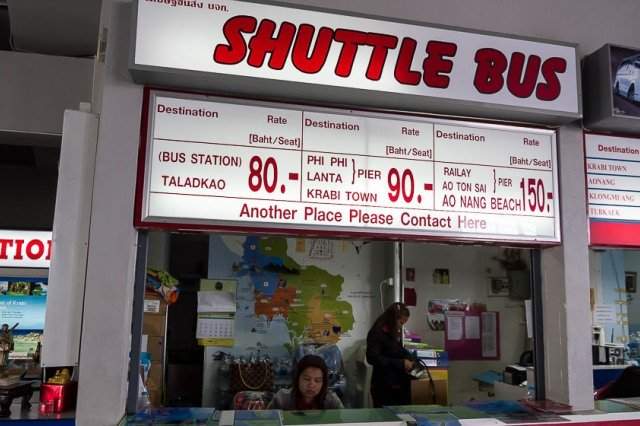 SHUTTLE BUS
Destination Rate
[Baht/Seat]
(BUS STATION) 80.-
TALADKAO
Destination Rate
[Baht/Seat]
PHI PHI
LANTA } PIER 90.-
KRABI TOWN
Destination Rate
[Baht/Seat]
RAILAY
AO TON SAI } PIER 150.-
AO NANG BEACH
Another Place Please Contact Here
Destination
KRABI TOWN
AONANG
KLONGMUANG
TUBKAEK